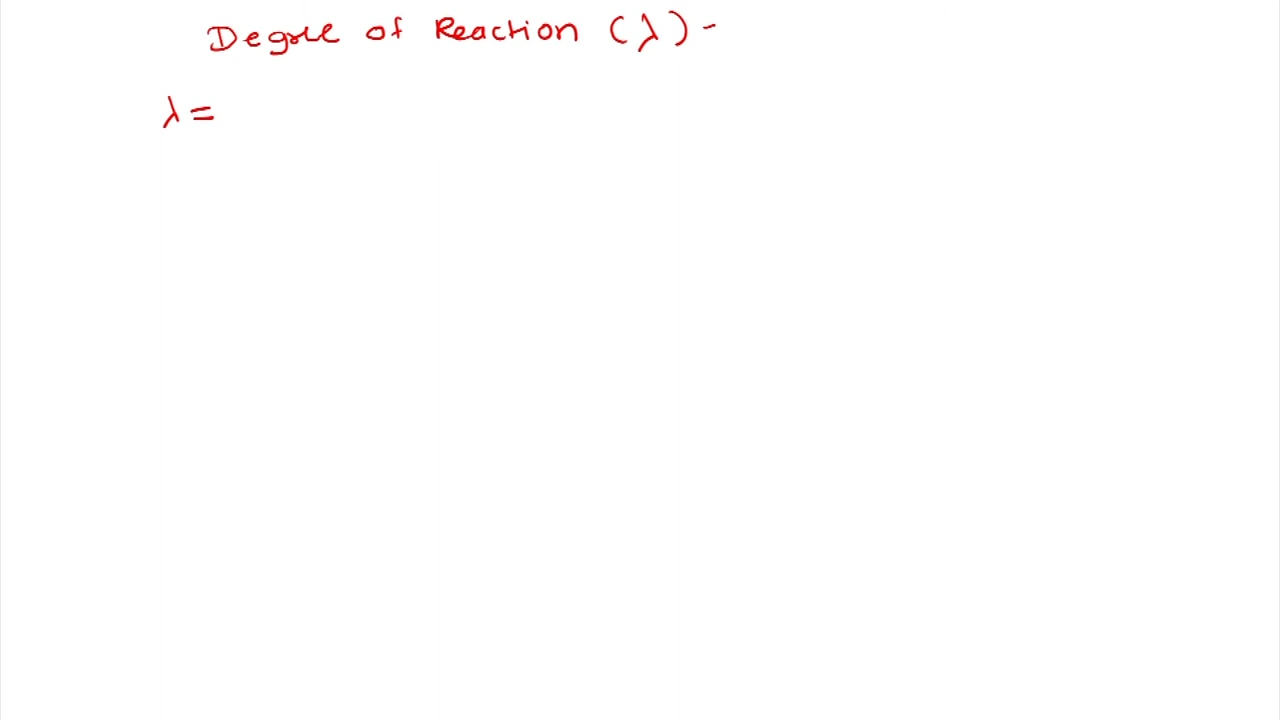 Degree of Reaction (λ) -
λ =